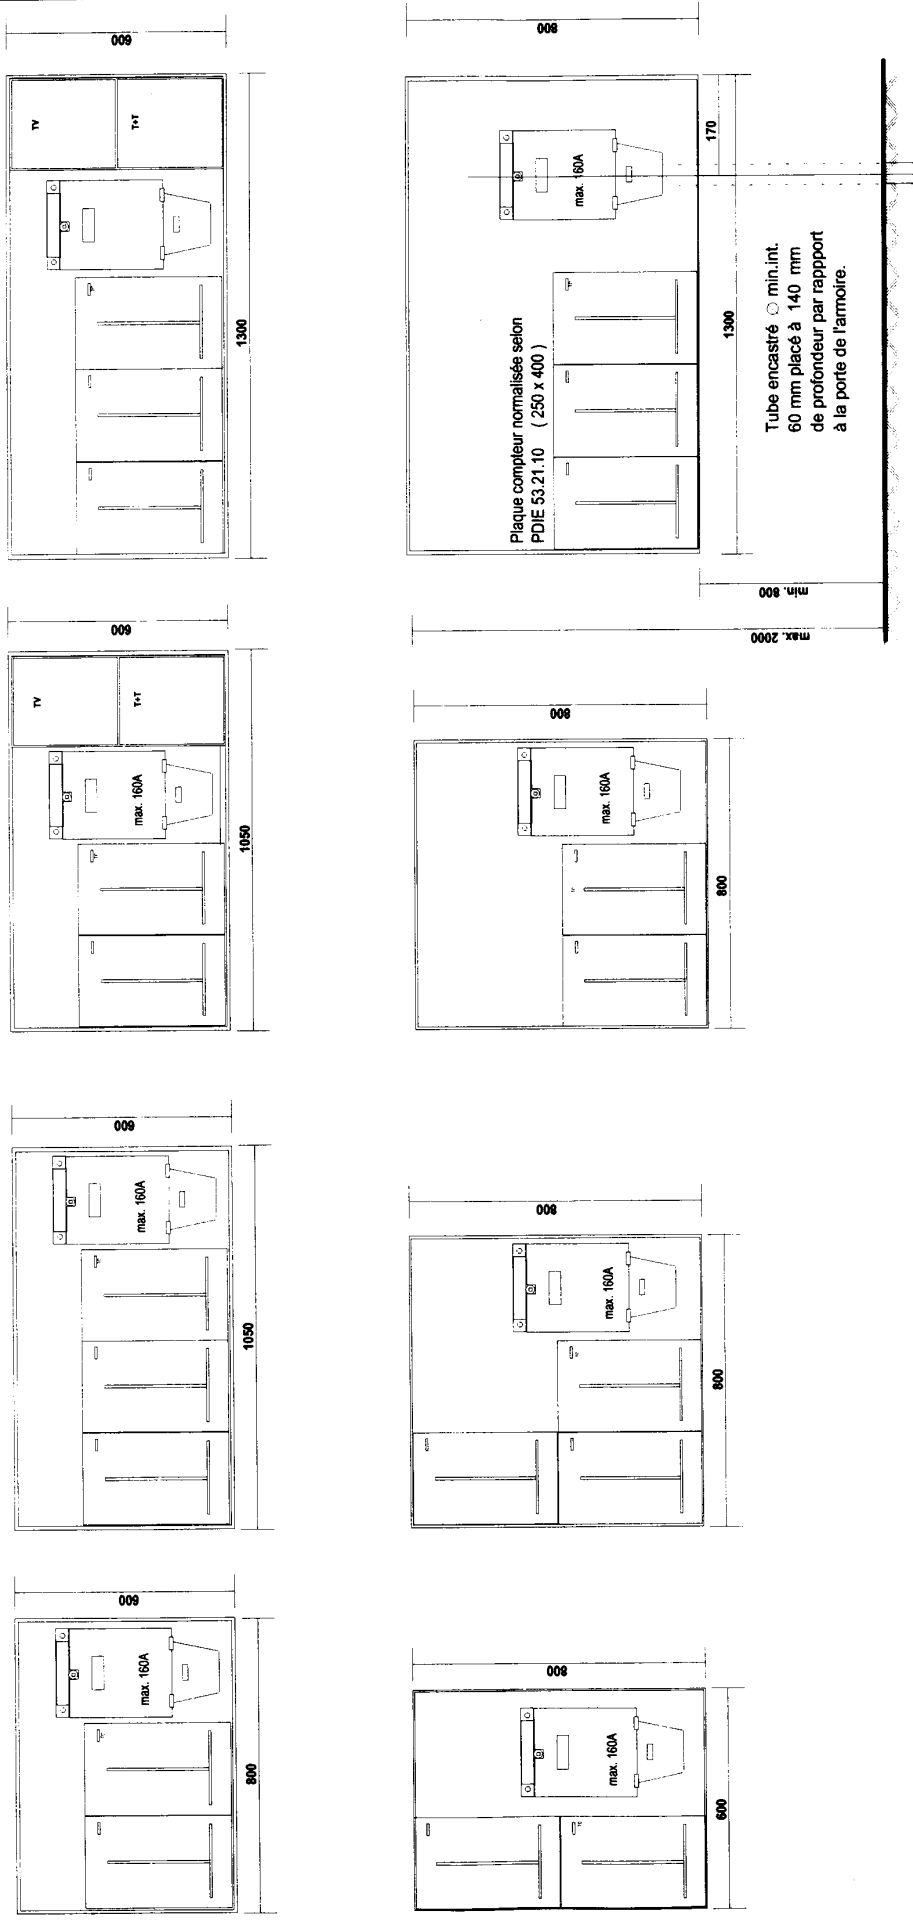 600
800
max. 160A
600
1050
max. 160A
600
1050
max. 160A
TV
T+T
600
1300
TV
T+T
800
600
max. 160A
800
800
max. 160A
800
800
800
1300
170
max. 160A
Plaque compteur normalisée selon
PDIE 53.21.10 ( 250 x 400 )
min. 800
max. 2000
Tube encastré ○ min.int.
60 mm placé à 140 mm
de profondeur par rappport
à la porte de l'armoire.